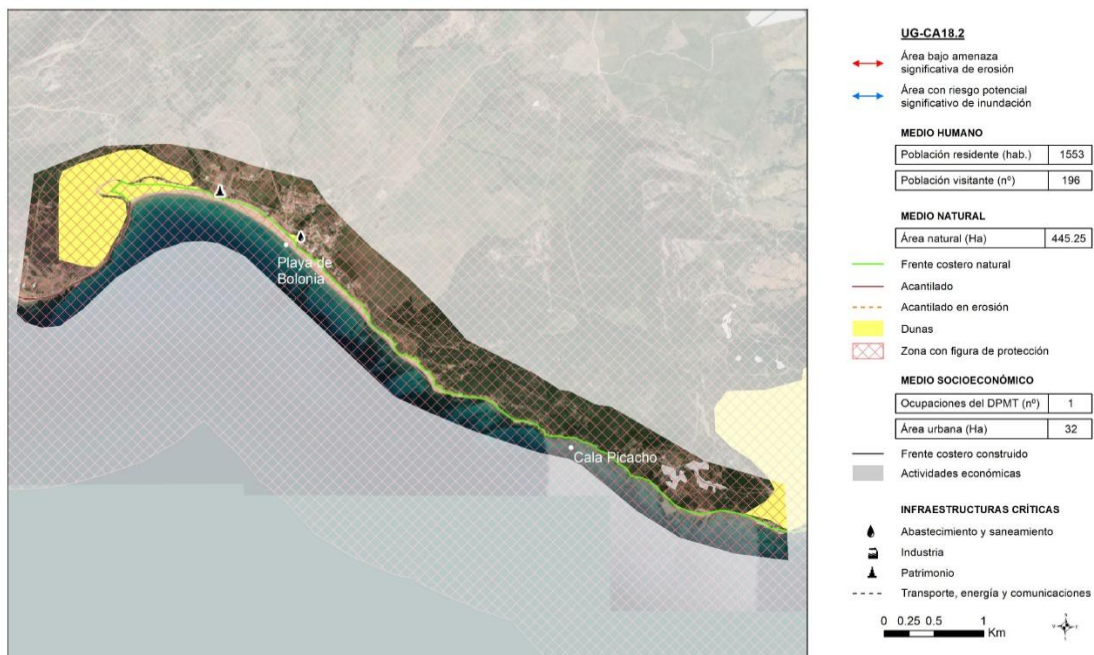 Playa de
Bolonia
Cala Picacho
UG-CA18.2
Área bajo amenaza
significativa de erosión
Área con riesgo potencial
significativo de inundación
MEDIO HUMANO
Población residente (hab.) 1553
Población visitante (nº) 196
MEDIO NATURAL
Área natural (Ha) 445.25
Frente costero natural
Acantilado
Acantilado en erosión
Dunas
Zona con figura de protección
MEDIO SOCIOECONÓMICO
Ocupaciones del DPMT (nº) 1
Área urbana (Ha) 32
Frente costero construido
Actividades económicas
INFRAESTRUCTURAS CRÍTICAS
Abastecimiento y saneamiento
Industria
Patrimonio
Transporte, energía y comunicaciones
0 0.25 0.5 1
Km